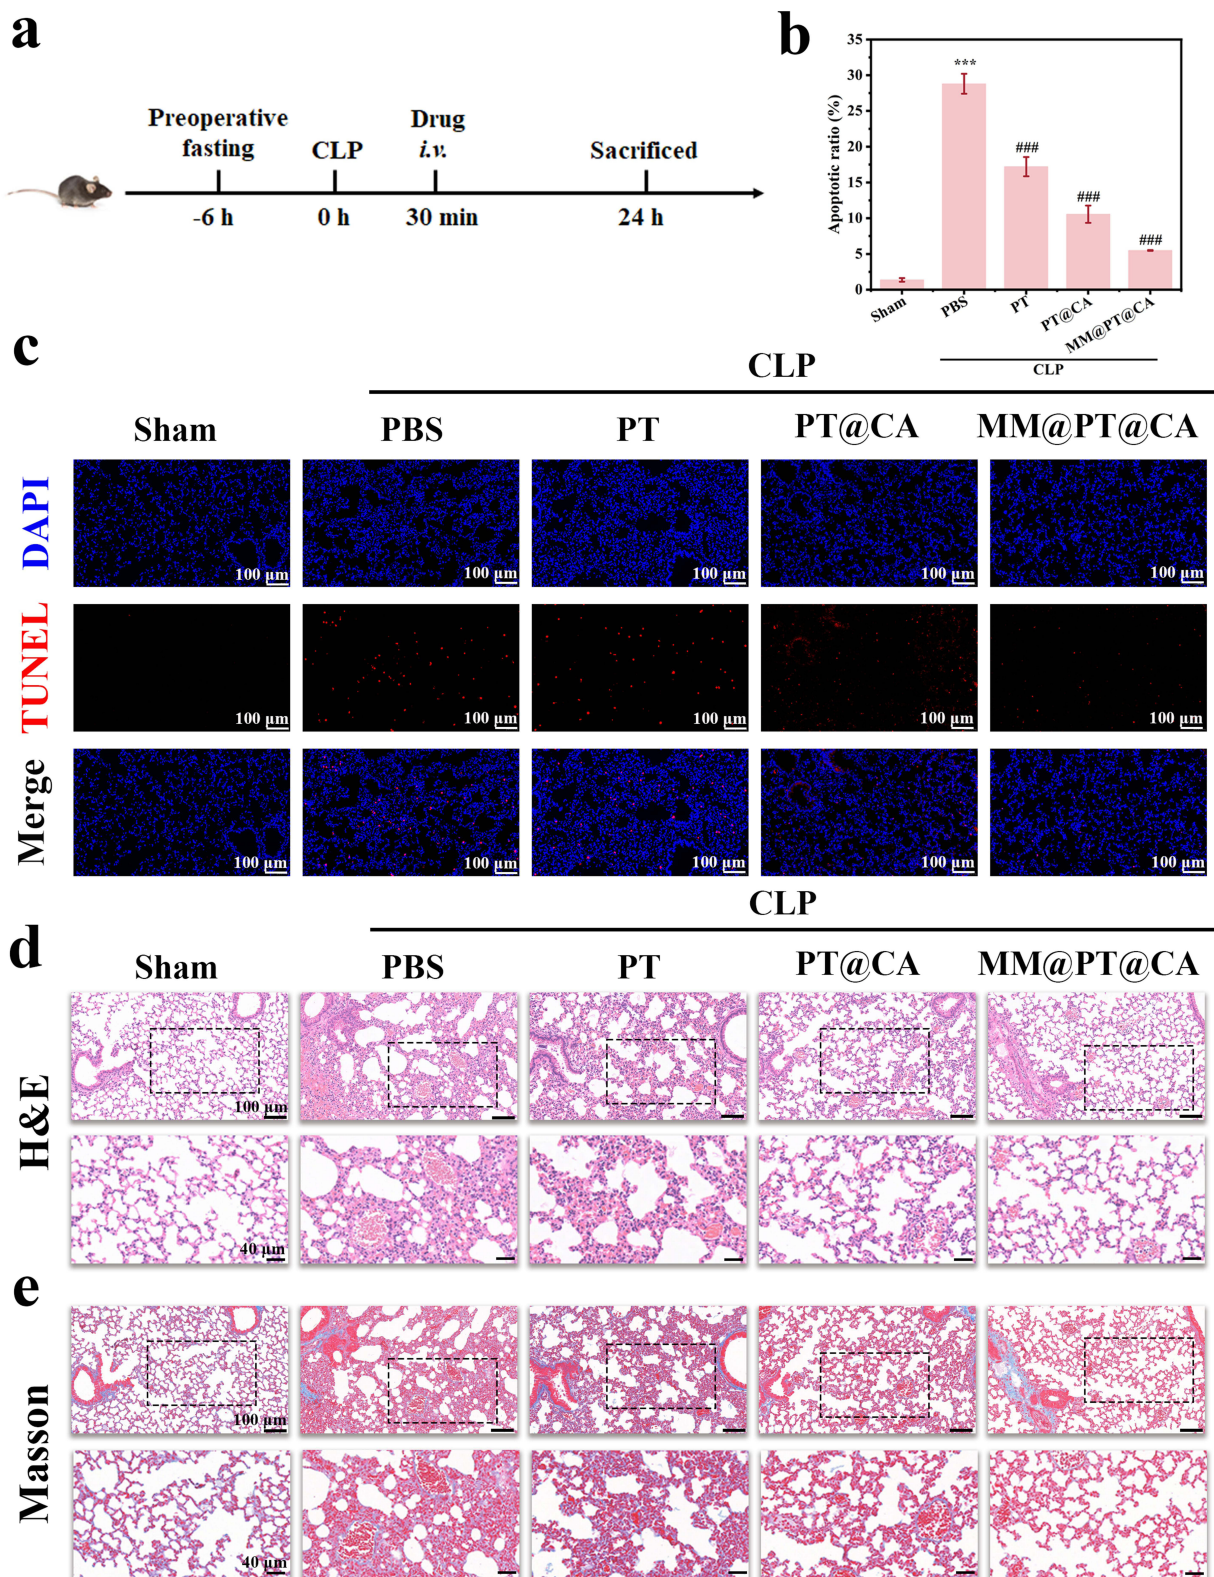 a
Preoperative
fasting
CLP
Drug
i.v.
Sacrificed
-6 h
0 h
30 min
24 h
b
Apoptotic ratio (%)
35
30
25
20
15
10
5
0
***
###
###
###
Sham
PBS
PT
PT@CA
MM@PT@CA
CLP
c
CLP
Sham
PBS
PT
PT@CA
MM@PT@CA
DAPI
100 μm
100 μm
100 μm
100 μm
100 μm
TUNEL
100 μm
100 μm
100 μm
100 μm
100 μm
Merge
100 μm
100 μm
100 μm
100 μm
100 μm
CLP
d
Sham
PBS
PT
PT@CA
MM@PT@CA
H&E
100 μm
40 μm
e
Masson
100 μm
40 μm